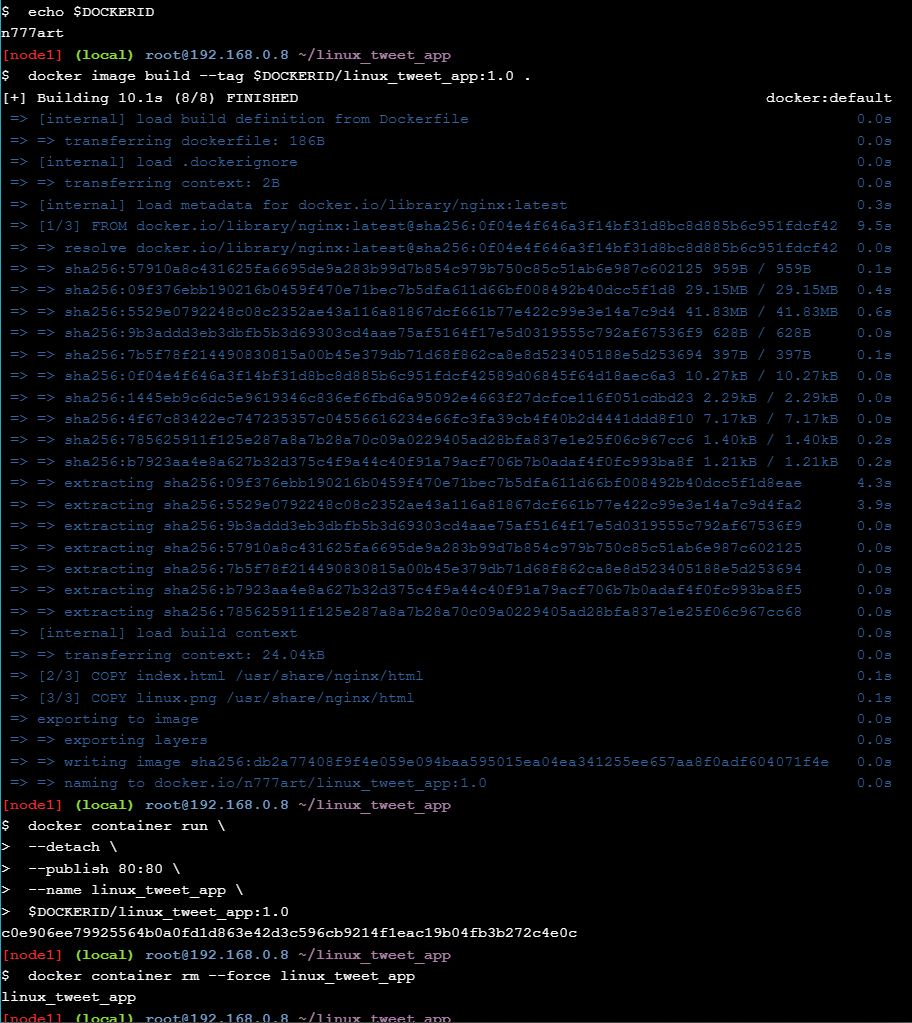 $ echo $DOCKERID
n777art
[node1] (local) root@192.168.0.8 ~/linux_tweet_app
$ docker image build --tag $DOCKERID/linux_tweet_app:1.0 .
[+] Building 10.1s (8/8) FINISHED docker:default
=> [internal] load build definition from Dockerfile 0.0s
=> => transferring dockerfile: 186B 0.0s
=> [internal] load .dockerignore 0.0s
=> => transferring context: 2B 0.0s
=> [internal] load metadata for docker.io/library/nginx:latest 0.3s
=> [1/3] FROM docker.io/library/nginx:latest@sha256:0f04e4f646a3f14bf31d8bc8d885b6c951fdcf42 9.5s
=> => resolve docker.io/library/nginx:latest@sha256:0f04e4f646a3f14bf31d8bc8d885b6c951fdcf42 0.0s
=> => sha256:57910a8c431625fa6695de9a283b99d7b854c979b750c85c51ab6e987c602125 959B / 959B 0.1s
=> => sha256:09f376ebb190216b0459f470e71bec7b5dfa611d66bf008492b40dcc5f1d8 29.15MB / 29.15MB 0.4s
=> => sha256:5529e0792248c08c2352ae43a116a81867dcf661b77e422c99e3e14a7c9d4 41.83MB / 41.83MB 0.6s
=> => sha256:9b3addd3eb3dbfb5b3d69303cd4aae75af5164f17e5d0319555c792af67536f9 628B / 628B 0.0s
=> => sha256:7b5f78f214490830815a00b45e379db71d68f862ca8e8d523405188e5d253694 397B / 397B 0.1s
=> => sha256:0f04e4f646a3f14bf31d8bc8d885b6c951fdcf42589d06845f64d18aec6a3 10.27kB / 10.27kB 0.0s
=> => sha256:1445eb9c6dc5e9619346c836ef6fbd6a95092e4663f27dcfce116f051cdbd23 2.29kB / 2.29kB 0.0s
=> => sha256:4f67c83422ec747235357c04556616234e66fc3fa39cb4f40b2d4441ddd8f10 7.17kB / 7.17kB 0.0s
=> => sha256:785625911f125e287a8a7b28a70c09a0229405ad28bfa837e1e25f06c967cc6 1.40kB / 1.40kB 0.2s
=> => sha256:b7923aa4e8a627b32d375c4f9a44c40f91a79acf706b7b0adaf4f0fc993ba8f 1.21kB / 1.21kB 0.2s
=> => extracting sha256:09f376ebb190216b0459f470e71bec7b5dfa611d66bf008492b40dcc5f1d8eae 4.3s
=> => extracting sha256:5529e0792248c08c2352ae43a116a81867dcf661b77e422c99e3e14a7c9d4fa2 3.9s
=> => extracting sha256:9b3addd3eb3dbfb5b3d69303cd4aae75af5164f17e5d0319555c792af67536f9 0.0s
=> => extracting sha256:57910a8c431625fa6695de9a283b99d7b854c979b750c85c51ab6e987c602125 0.0s
=> => extracting sha256:7b5f78f214490830815a00b45e379db71d68f862ca8e8d523405188e5d253694 0.0s
=> => extracting sha256:b7923aa4e8a627b32d375c4f9a44c40f91a79acf706b7b0adaf4f0fc993ba8f5 0.0s
=> => extracting sha256:785625911f125e287a8a7b28a70c09a0229405ad28bfa837e1e25f06c967cc68 0.0s
=> [internal] load build context 0.0s
=> => transferring context: 24.04kB 0.0s
=> [2/3] COPY index.html /usr/share/nginx/html 0.1s
=> [3/3] COPY linux.png /usr/share/nginx/html 0.1s
=> exporting to image 0.0s
=> => exporting layers 0.0s
=> => writing image sha256:db2a77408f9f4e059e094baa595015ea04ea341255ee657aa8f0adf604071f4e 0.0s
=> => naming to docker.io/n777art/linux_tweet_app:1.0 0.0s
[node1] (local) root@192.168.0.8 ~/linux_tweet_app
$ docker container run \
> --detach \
> --publish 80:80 \
> --name linux_tweet_app \
> $DOCKERID/linux_tweet_app:1.0
c0e906ee79925564b0a0fd1d863e42d3c596cb9214f1eac19b04fb3b272c4e0c
[node1] (local) root@192.168.0.8 ~/linux_tweet_app
$ docker container rm --force linux_tweet_app
linux_tweet_app
[node1] (local) root@192.168.0.8 ~/linux_tweet_app